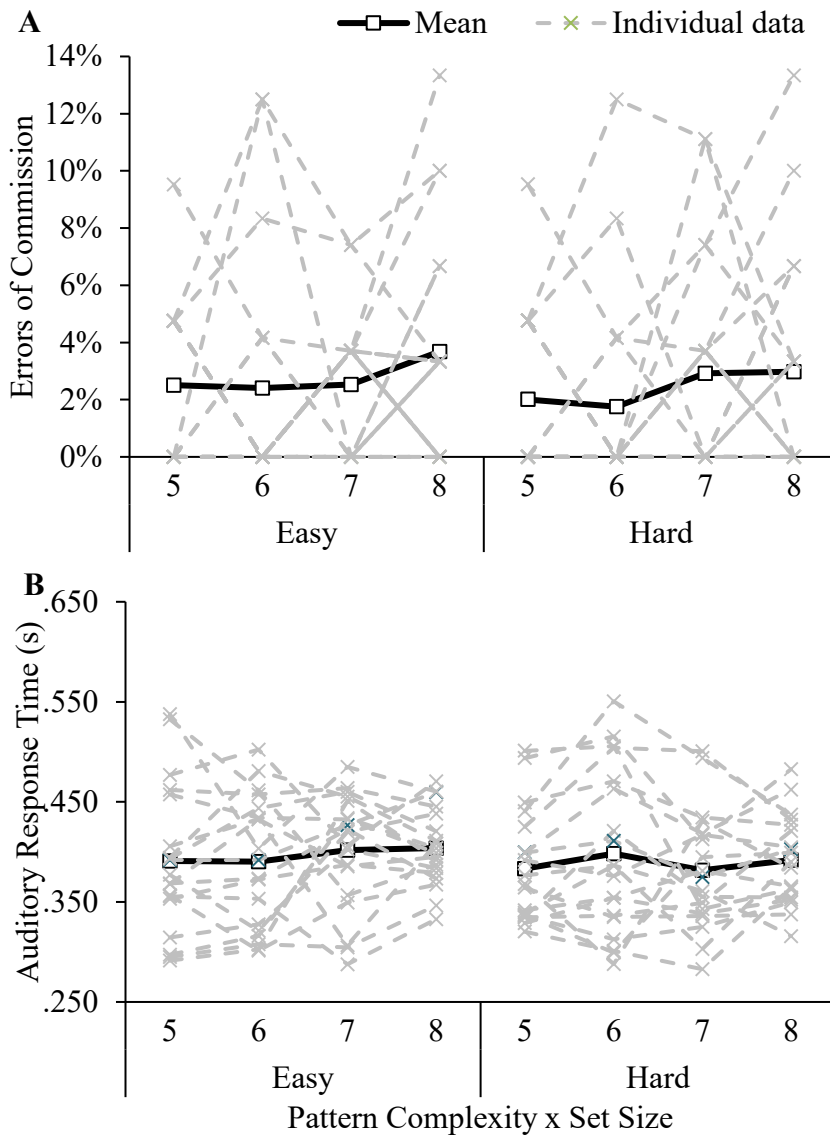 A
Mean Individual data
Errors of Commission
14%
12%
10%
8%
6%
4%
2%
0%
5 6 7 8 5 6 7 8
Easy Hard
B
Auditory Response Time (s)
.650
.550
.450
.350
.250
5 6 7 8 5 6 7 8
Easy Hard
Pattern Complexity x Set Size